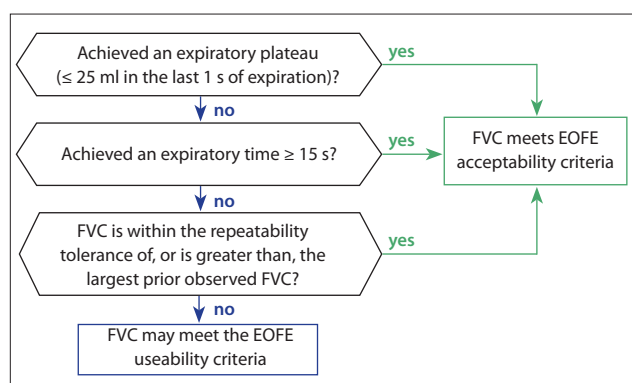 Achieved an expiratory plateau
(≤ 25 ml in the last 1 s of expiration)?
yes
no
Achieved an expiratory time ≥ 15 s?
yes
FVC meets EOFE
acceptability criteria
no
FVC is within the repeatability
tolerance of, or is greater than, the
largest prior observed FVC?
yes
no
FVC may meet the EOFE
useability criteria